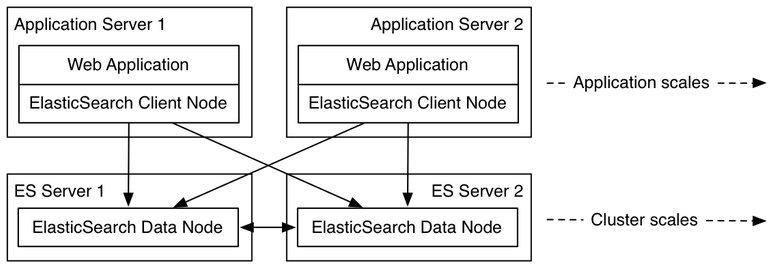 Application Server 1
Application Server 2
Web Application
Web Application
Application scales
ElasticSearch Client Node
ElasticSearch Client Node
ES Server 1
ES Server 2
ElasticSearch Data Node
ElasticSearch Data Node
Cluster scales